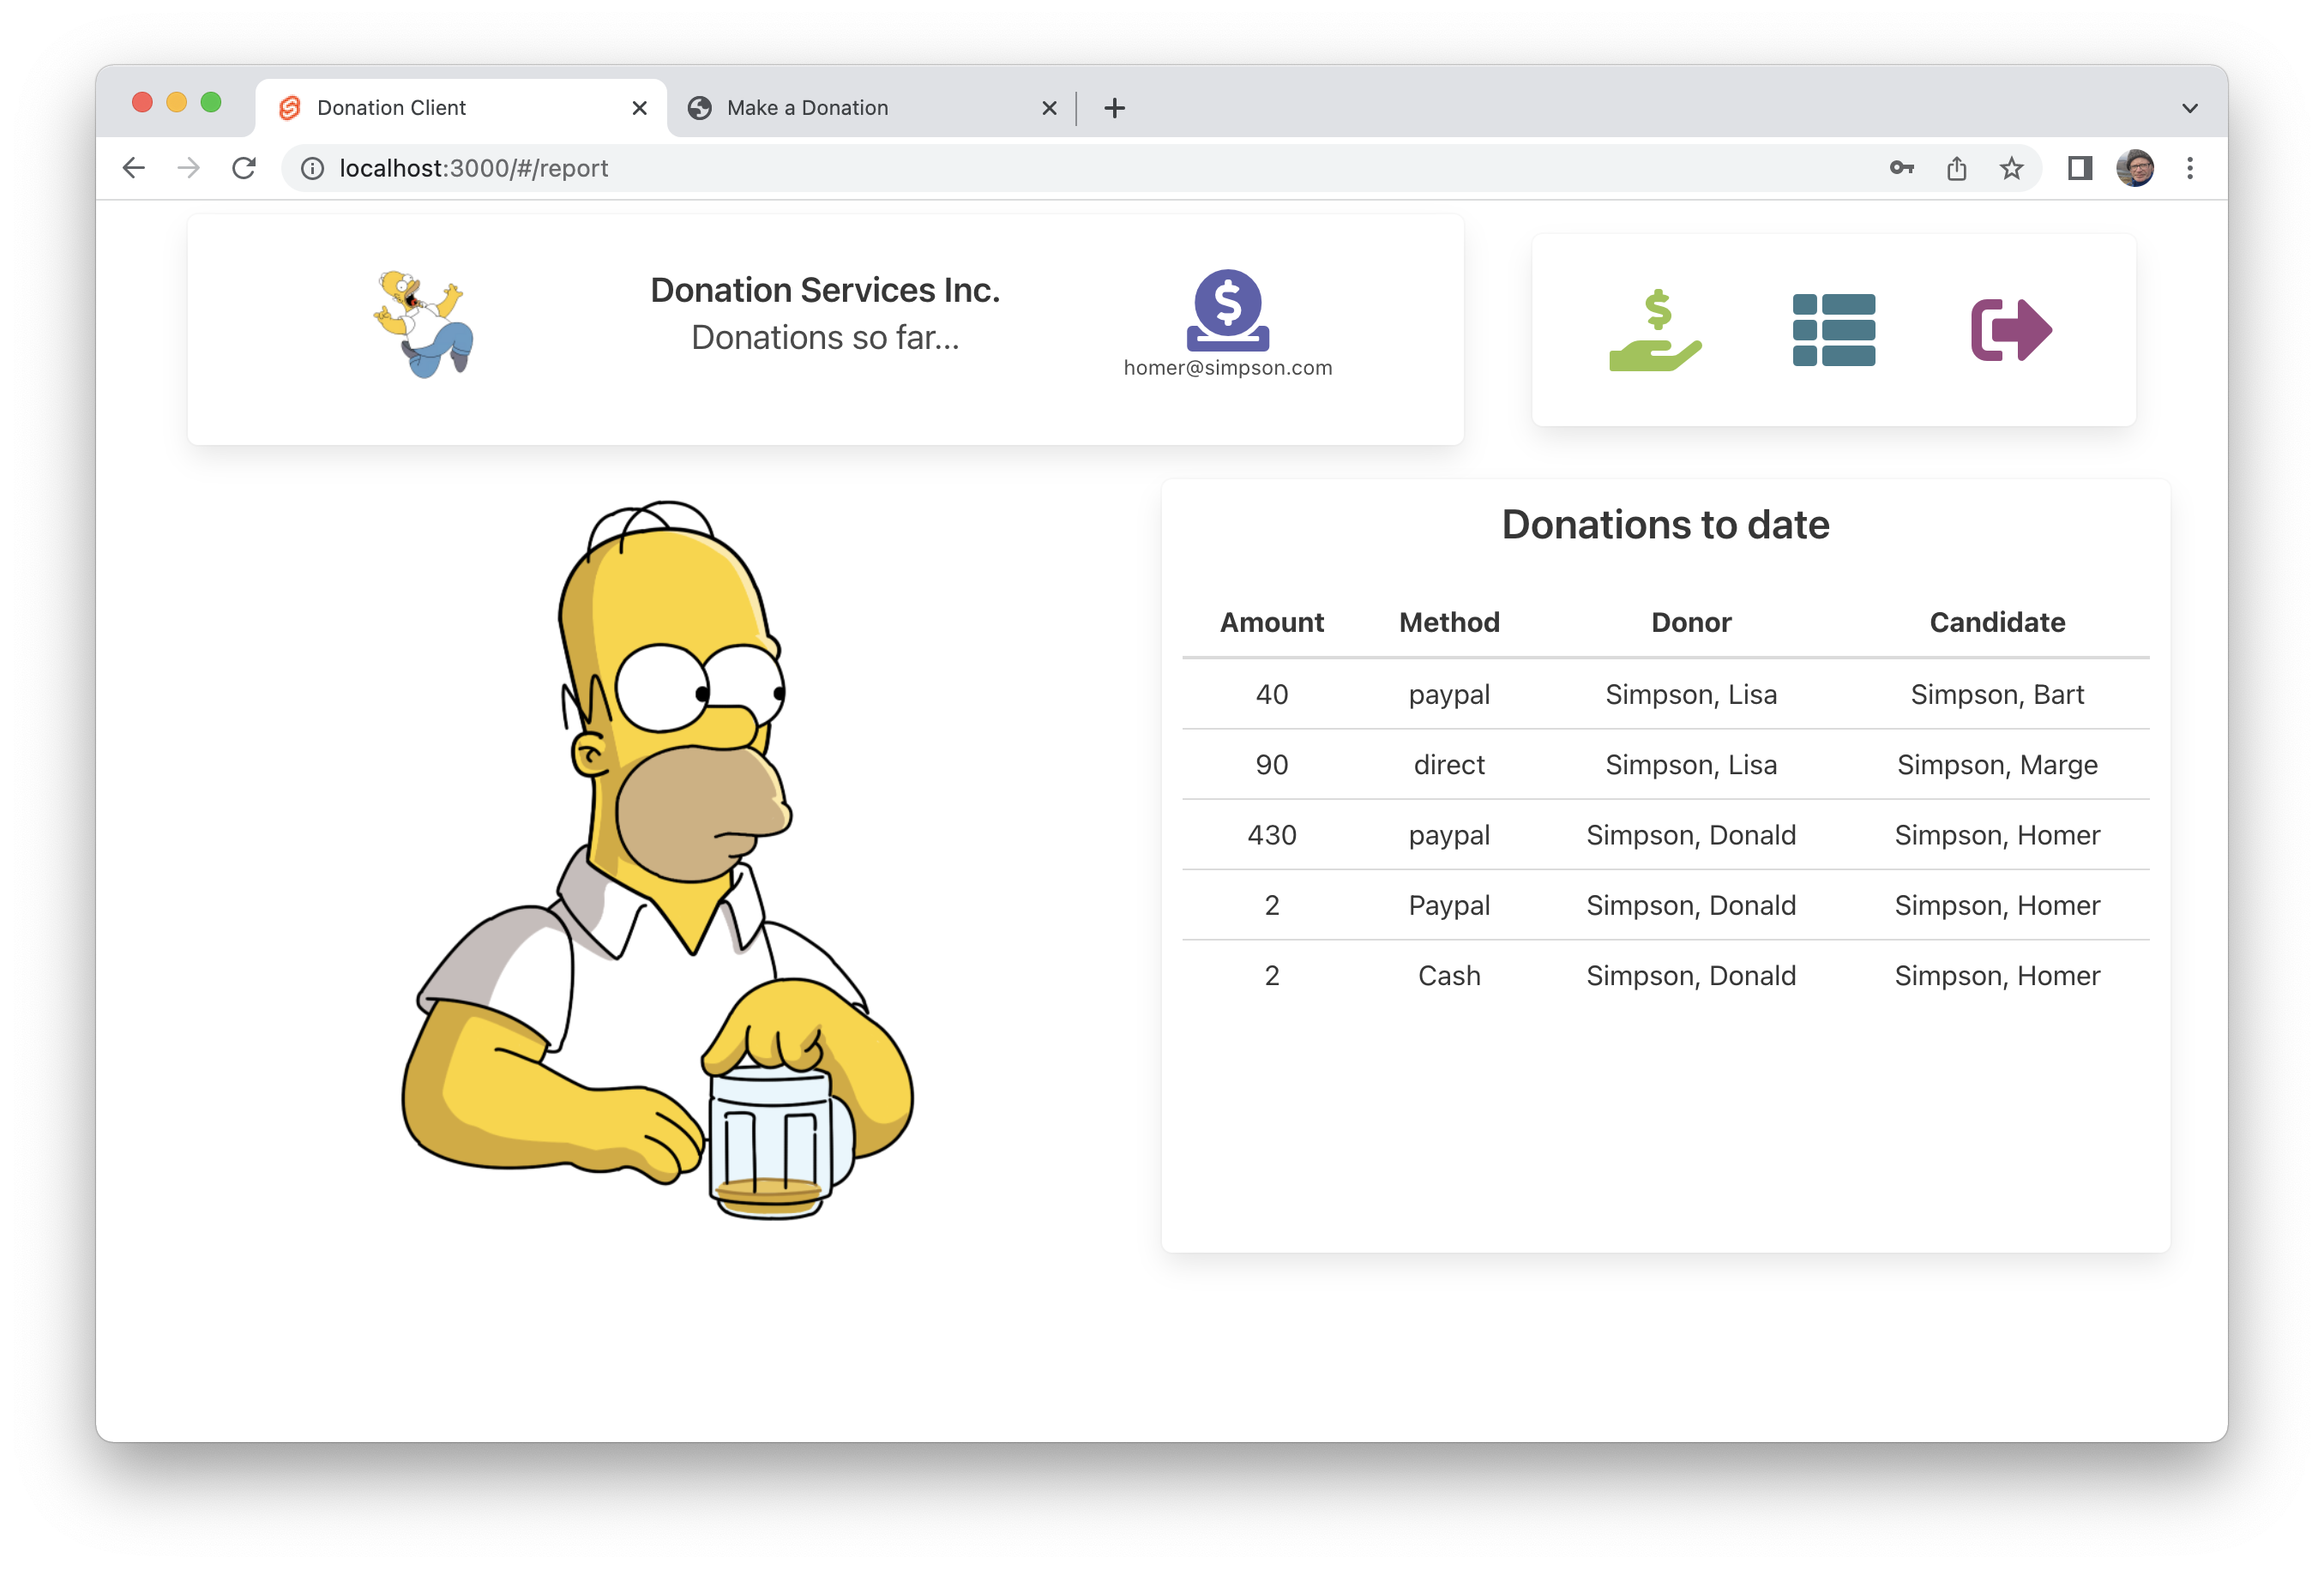 Donation Client
Make a Donation
localhost:3000/#/report
Donation Services Inc.
Donations so far...
homer@simpson.com
$
$
Donations to date
Amount Method Donor Candidate
40 paypal Simpson, Lisa Simpson, Bart
90 direct Simpson, Lisa Simpson, Marge
430 paypal Simpson, Donald Simpson, Homer
2 Paypal Simpson, Donald Simpson, Homer
2 Cash Simpson, Donald Simpson, Homer